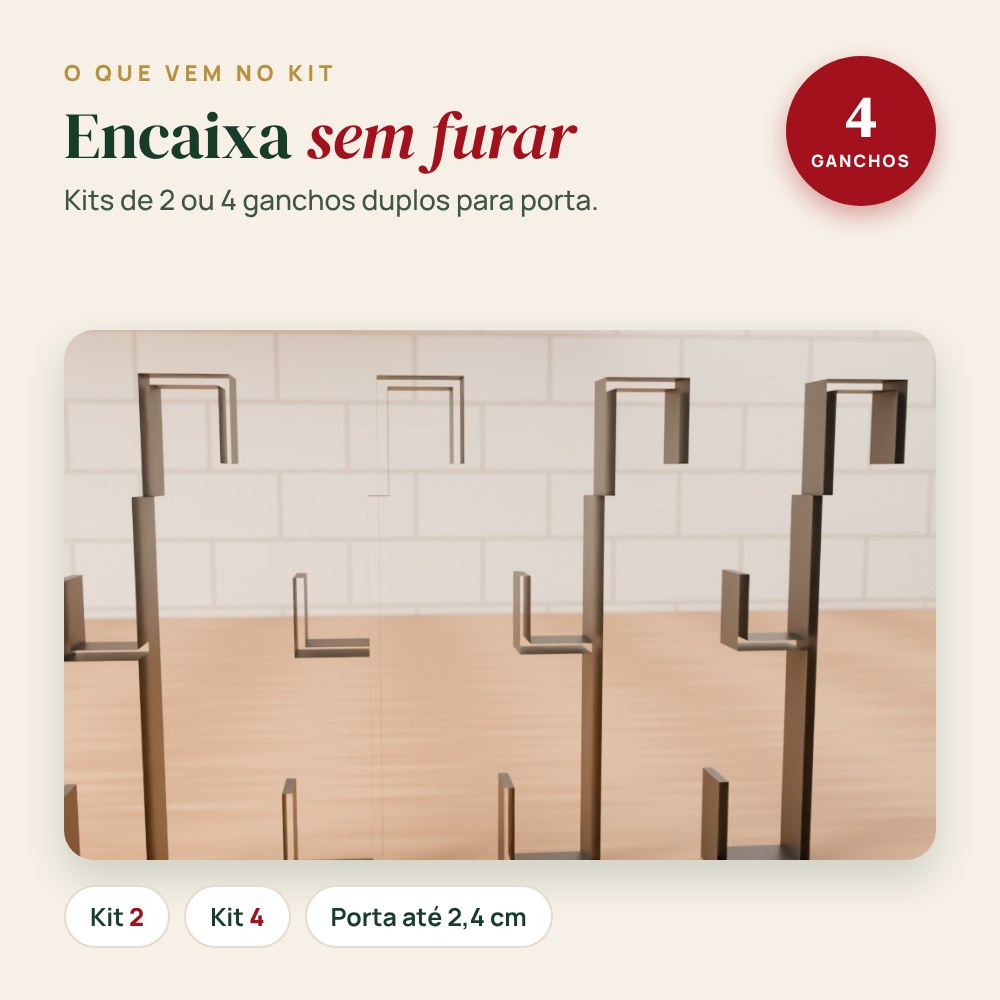 O QUE VEM NO KIT
Encaixa sem furar
Kits de 2 ou 4 ganchos duplos para porta.
4
GANCHOS
Kit 2
Kit 4
Porta até 2,4 cm